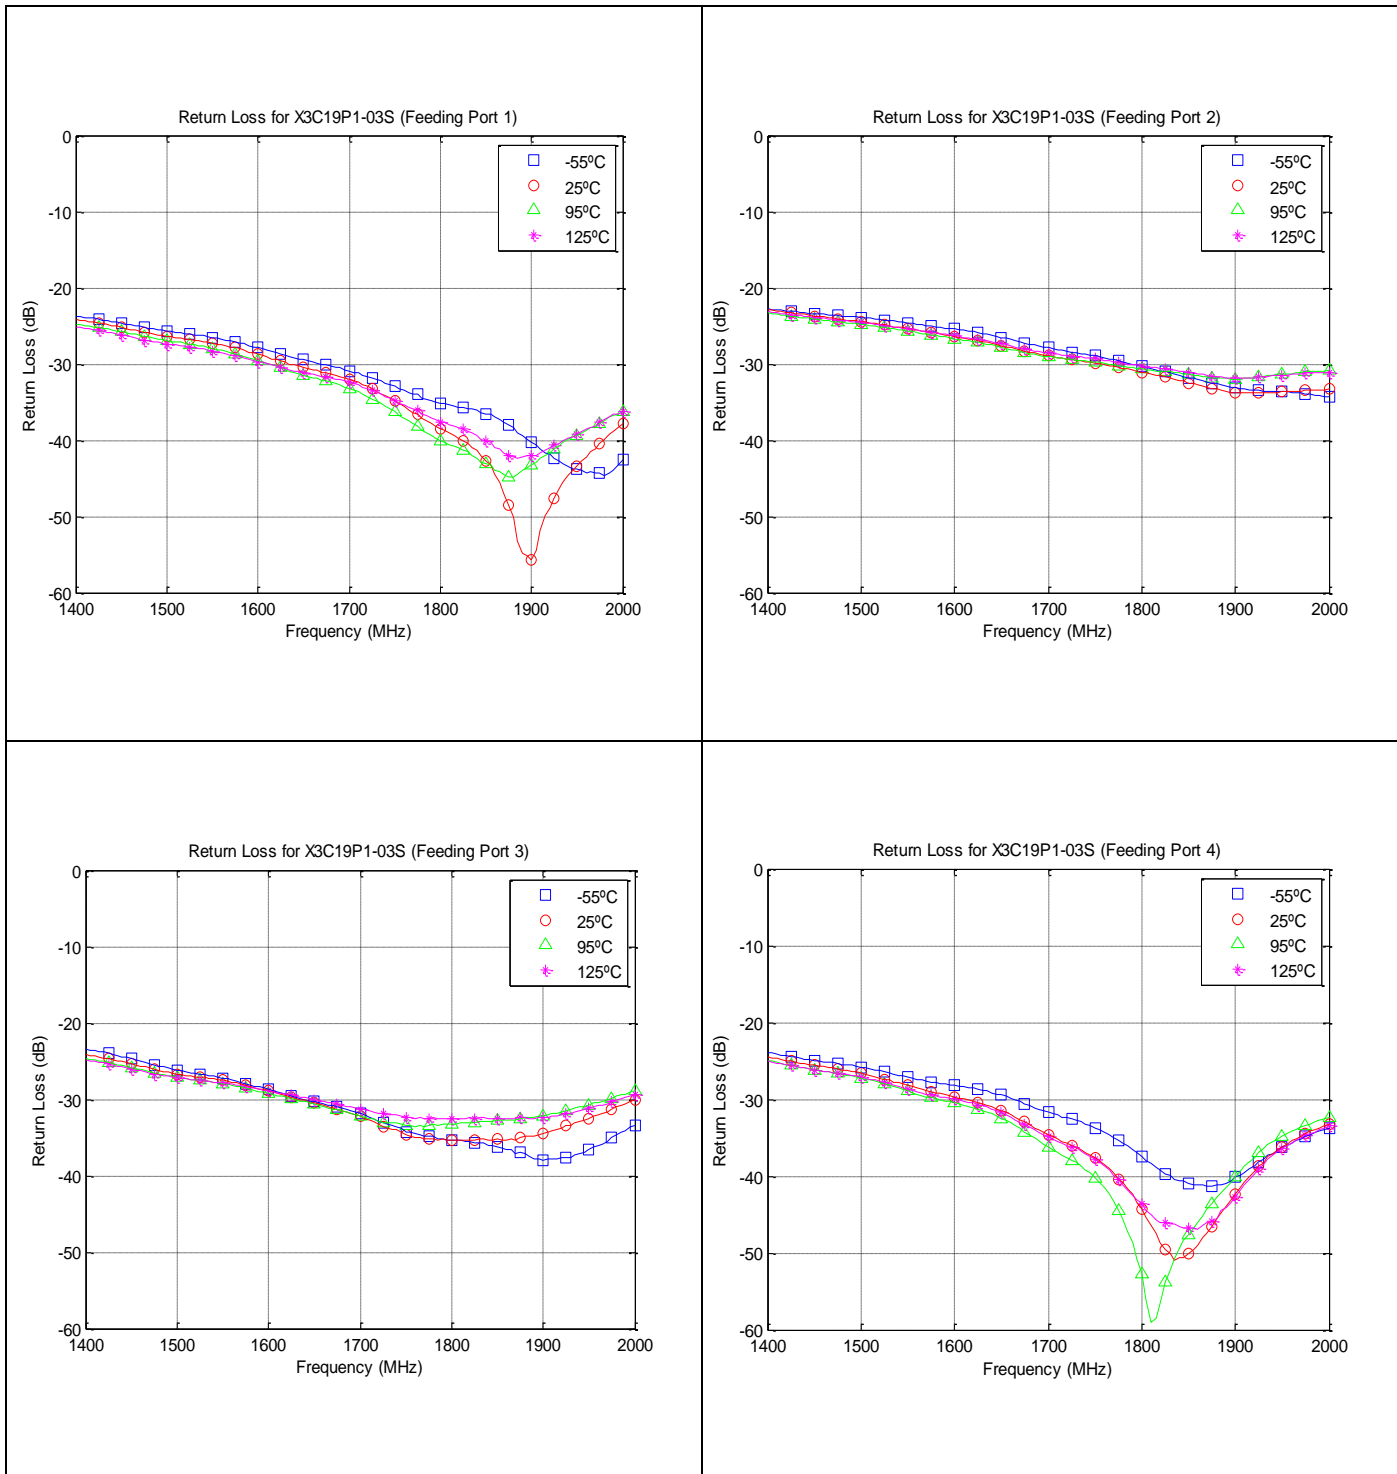 Return Loss for X3C19P1-03S (Feeding Port 1)
0
-10
-20
-30
-40
-50
-60
Return Loss (dB)
-55ºC
25ºC
95ºC
125ºC
1400 1500 1600 1700 1800 1900 2000
Frequency (MHz)
Return Loss for X3C19P1-03S (Feeding Port 2)
0
-10
-20
-30
-40
-50
-60
Return Loss (dB)
-55ºC
25ºC
95ºC
125ºC
1400 1500 1600 1700 1800 1900 2000
Frequency (MHz)
Return Loss for X3C19P1-03S (Feeding Port 3)
0
-10
-20
-30
-40
-50
-60
Return Loss (dB)
-55ºC
25ºC
95ºC
125ºC
1400 1500 1600 1700 1800 1900 2000
Frequency (MHz)
Return Loss for X3C19P1-03S (Feeding Port 4)
0
-10
-20
-30
-40
-50
-60
Return Loss (dB)
-55ºC
25ºC
95ºC
125ºC
1400 1500 1600 1700 1800 1900 2000
Frequency (MHz)